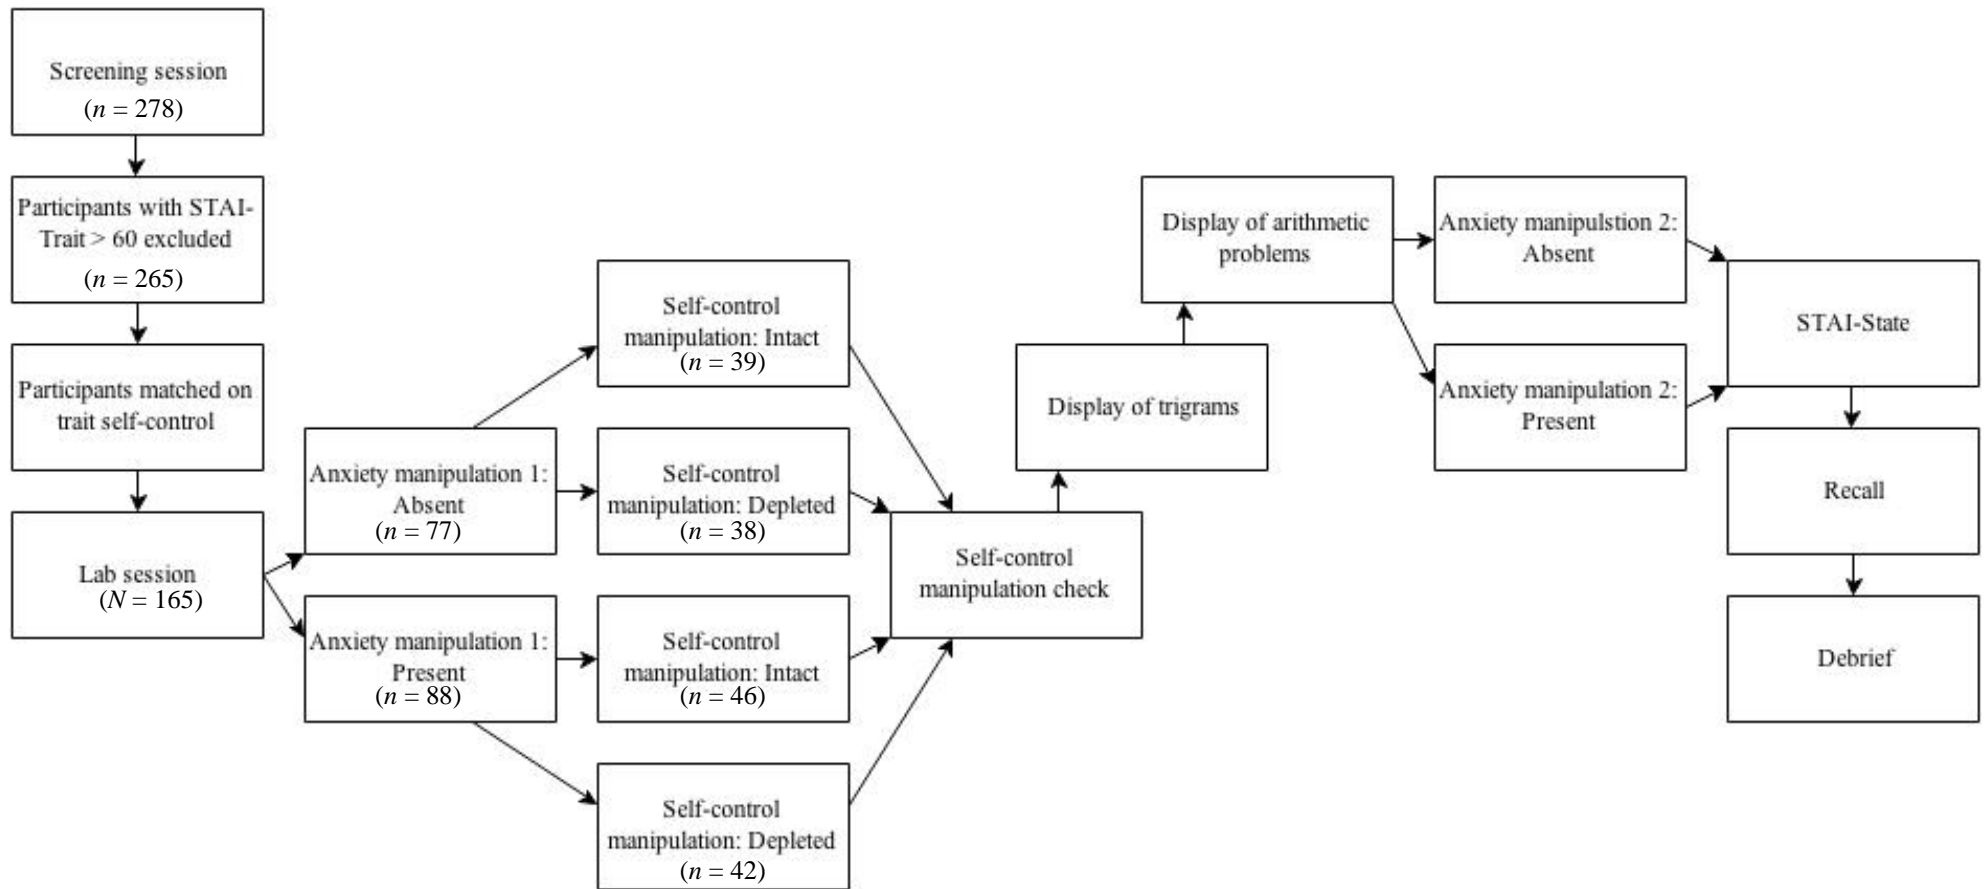 Screening session
(n = 278)
Participants with STAI-
Trait > 60 excluded
(n = 265)
Participants matched on
trait self-control
Lab session
(N = 165)
Anxiety manipulation 1:
Absent
(n = 77)
Anxiety manipulation 1:
Present
(n = 88)
Self-control
manipulation: Intact
(n = 39)
Self-control
manipulation: Depleted
(n = 38)
Self-control
manipulation: Intact
(n = 46)
Self-control
manipulation: Depleted
(n = 42)
Self-control
manipulation check
Display of trigrams
Display of arithmetic
problems
Anxiety manipulstion 2:
Absent
Anxiety manipulation 2:
Present
STAI-State
Recall
Debrief